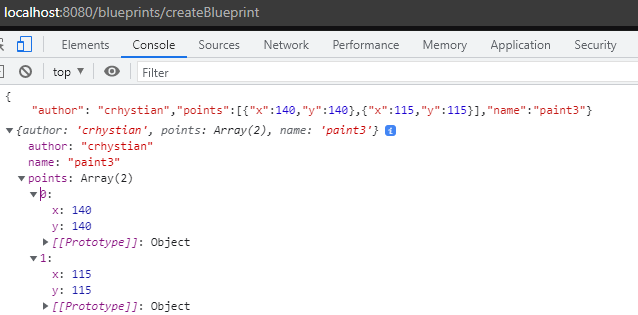 localhost:8080/blueprints/createBlueprint
Elements Console Sources Network Performance Memory Application Security
top Filter
{
"author": "crhystian","points":[{"x":140,"y":140},{"x":115,"y":115}],"name":"paint3"}
{author: 'crhystian', points: Array(2), name: 'paint3'} i
author: "crhystian"
name: "paint3"
points: Array(2)
0:
x: 140
y: 140
[[Prototype]]: Object
1:
x: 115
y: 115
[[Prototype]]: Object